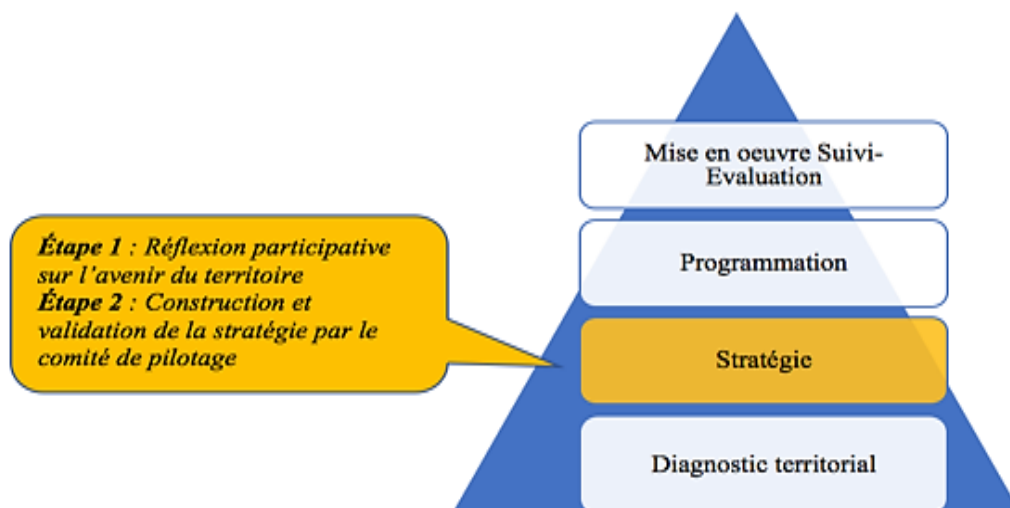 Mise en oeuvre Suivi-
Evaluation
Programmation
Étape 1 : Réflexion participative
sur l'avenir du territoire
Étape 2 : Construction et
validation de la stratégie par le
comité de pilotage
Stratégie
Diagnostic territorial